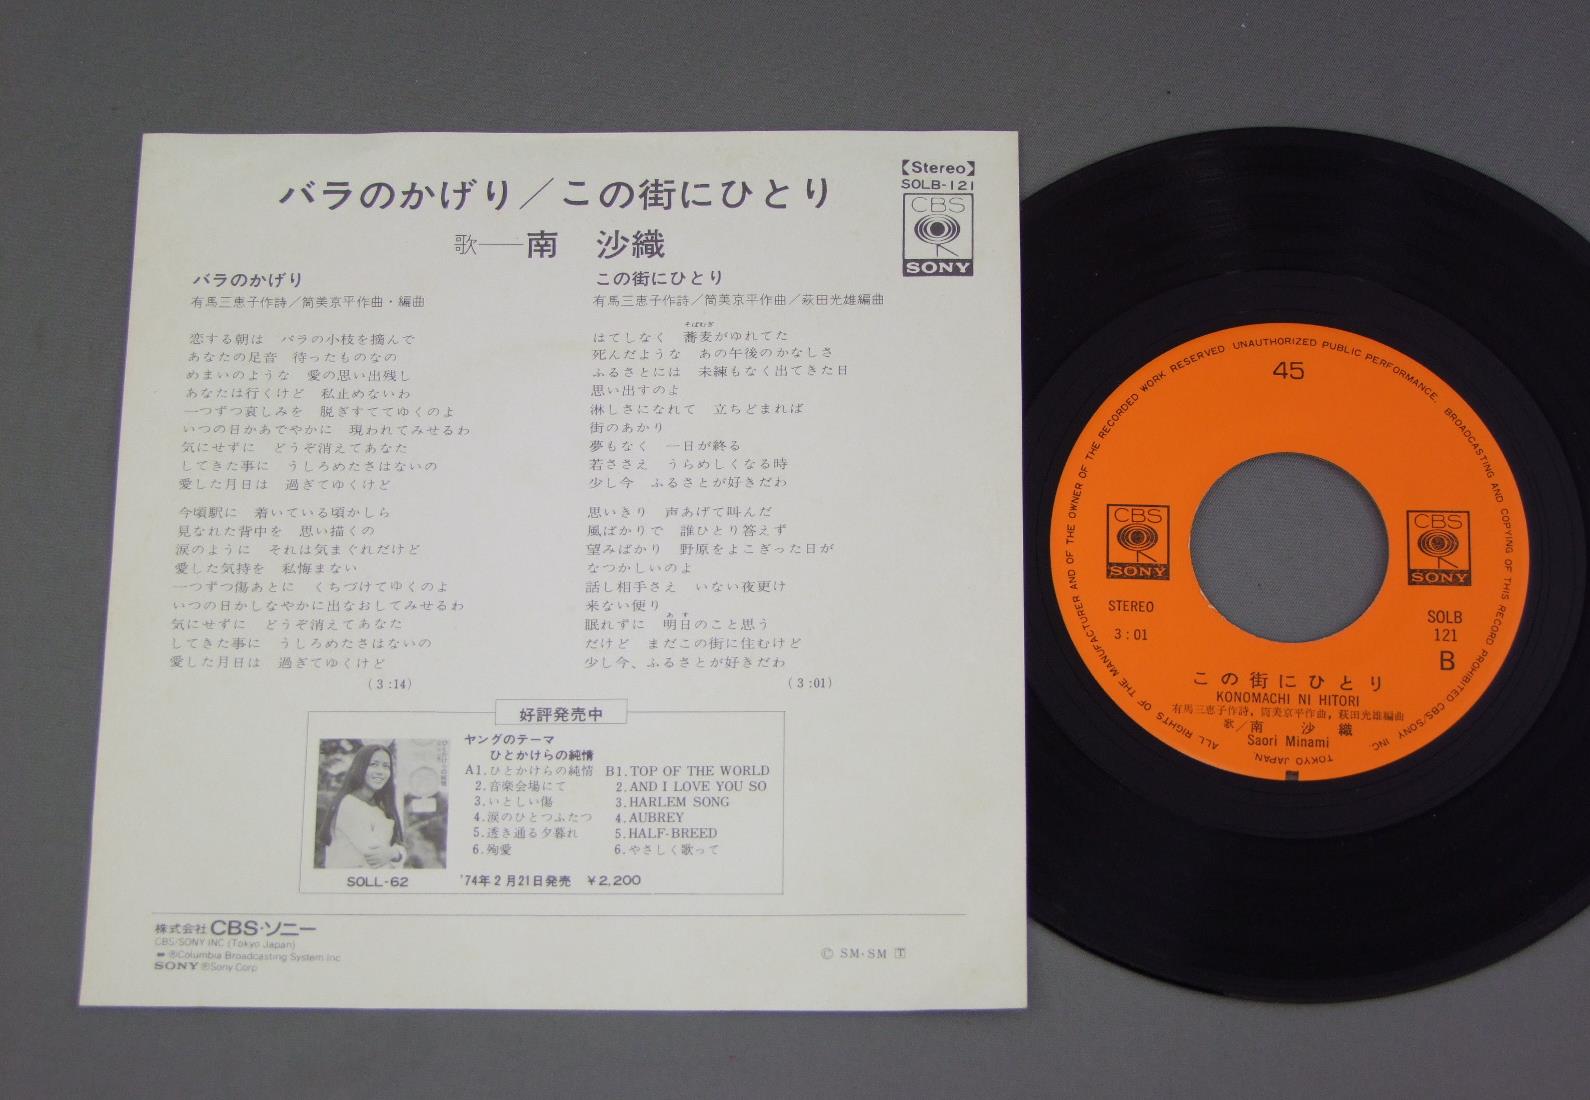 バラのかげり／この街にひとり
歌──南　沙織
【Stereo】
SOLB-121
CBS
SONY
バラのかげり
有馬三恵子作詩／筒美京平作曲・編曲
恋する朝は　バラの小枝を摘んで
あなたの足音　待ったものなの
めまいのような　愛の思い出残し
あなたは行くけど　私止めないわ
一つずつ哀しみを　脱ぎすててゆくのよ
いつの日かあでやかに　現われてみせるわ
気にせずに　どうぞ消えてあなた
してきた事に　うしろめたさはないの
愛した月日は　過ぎてゆくけど
今頃駅に　着いている頃かしら
見なれた背中を　思い描くの
涙のように　それは気まぐれだけど
愛した気持を　私悔まない
一つずつ傷あとに　くちづけてゆくのよ
いつの日かしなやかに出なおしてみせるわ
気にせずに　どうぞ消えてあなた
してきた事に　うしろめたさはないの
愛した月日は　過ぎてゆくけど
(3:14)
この街にひとり
有馬三恵子作詩／筒美京平作曲／萩田光雄編曲
そばむぎ
はてしなく　蕎麦がゆれてた
死んだような　あの午後のかなしさ
ふるさとには　未練もなく出てきた日
思い出すのよ
淋しさになれて　立ちどまれば
街のあかり
夢もなく　一日が終る
若ささえ　うらめしくなる時
少し今　ふるさとが好きだわ
思いきり　声あげて叫んだ
風ばかりで　誰ひとり答えず
望みばかり　野原をよこぎった日が
なつかしいのよ
話し相手さえ　いない夜更け
来ない便り
あす
眠れずに　明日のこと思う
だけど　まだこの街に住むけど
少し今、ふるさとが好きだわ
(3:01)
好評発売中
ヤングのテーマ
ひとかけらの純情
A1.ひとかけらの純情
2.音楽会場にて
3.いとしい傷
4.涙のひとつふたつ
5.透き通る夕暮れ
6.殉愛
B1.TOP OF THE WORLD
2.AND I LOVE YOU SO
3.HARLEM SONG
4.AUBREY
5.HALF-BREED
6.やさしく歌って
ひとかけらの純情
SOLL-62
'74年2月21日発売　¥2,200
株式会社CBS・ソニー
CBS/SONY INC (Tokyo Japan)
®Columbia Broadcasting System Inc
SONY ®Sony Corp
© SM・SM Ⓣ
ALL RIGHTS OF THE MANUFACTURER AND OF THE OWNER OF THE RECORDED WORK RESERVED UNAUTHORIZED PUBLIC PERFORMANCE, BROADCASTING AND COPYING OF THIS RECORD PROHIBITED CBS/SONY INC. TOKYO JAPAN
45
CBS
SONY
CBS
SONY
STEREO
3:01
SOLB
121
B
この街にひとり
KONOMACHI NI HITORI
有馬三恵子作詩, 筒美京平作曲, 萩田光雄編曲
歌／南　沙織
Saori Minami